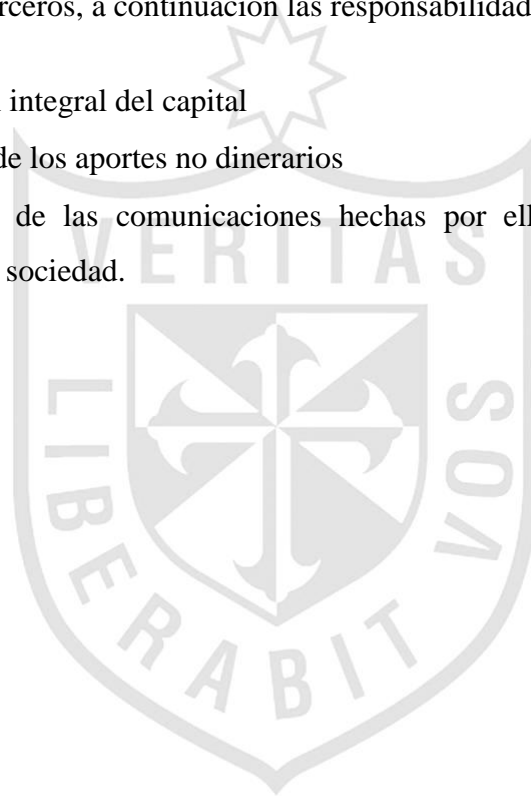 erceros, a continuación las responsabilidad
integral del capital
de los aportes no dinerarios
de las comunicaciones hechas por ell
sociedad.
VERITAS
LIBERABIT VOS